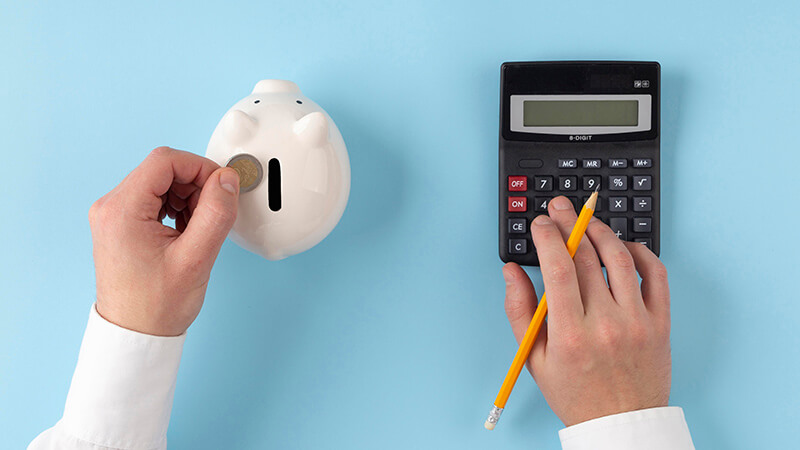 8-DIGIT
MC MR M− M+
OFF 7 8 9 % √
ON 4 X ÷
CE + −
C